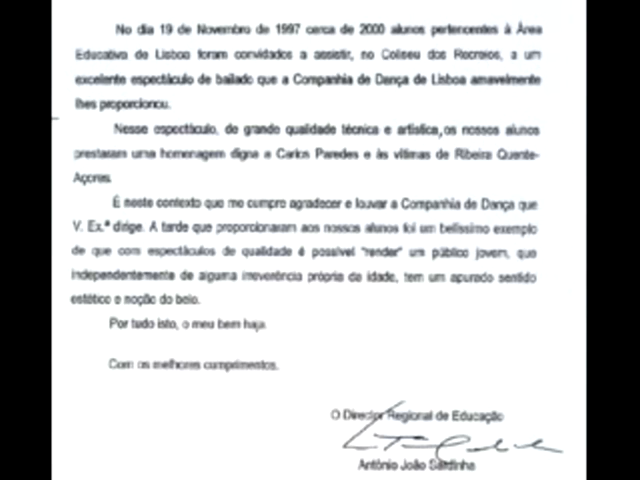 No dia 19 de Novembro de 1997 cerca de 2000 alunos pertencentes à Área
Educativa de Lisboa foram convidados a assistir, no Coliseu dos Recreios, a um
excelente espectáculo de bailado que a Companhia de Dança de Lisboa amavelmente
lhes proporcionou.
Nesse espectáculo, de grande qualidade técnica e artística, os nossos alunos
prestaram uma homenagem digna a Carlos Paredes e às vítimas de Ribeira Quente-
Açores.
É neste contexto que me cumpre agradecer e louvar a Companhia de Dança que
V. Ex.ª dirige. A tarde que proporcionaram aos nossos alunos foi um belíssimo exemplo
de que com espectáculos de qualidade é possível "render" um público jovem, que
independentemente de alguma irreverência própria da idade, tem um apurado sentido
estético e noção do belo.
Por tudo isto, o meu bem haja.
Com os melhores cumprimentos.
O Director Regional de Educação
António João Sardinha